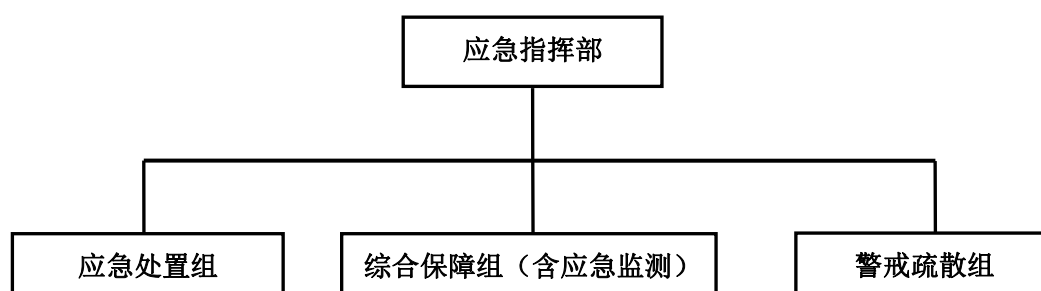 应急指挥部
应急处置组
综合保障组（含应急监测）
警戒疏散组